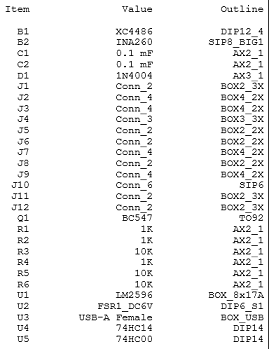 Item Value Outline
B1 XC4486 DIP12_4
B2 INA260 SIP8_BIG1
C1 0.1 mF AX2_1
C2 0.1 mF AX2_1
D1 1N4004 AX3_1
J1 Conn_2 BOX2_3X
J2 Conn_4 BOX4_2X
J3 Conn_4 BOX4_2X
J4 Conn_3 BOX3_3X
J5 Conn_2 BOX2_2X
J6 Conn_2 BOX2_2X
J7 Conn_4 BOX4_2X
J8 Conn_2 BOX2_2X
J9 Conn_4 BOX4_2X
J10 Conn_6 SIP6
J11 Conn_2 BOX2_3X
J12 Conn_2 BOX2_3X
Q1 BC547 TO92
R1 1K AX2_1
R2 1K AX2_1
R3 10K AX2_1
R4 1K AX2_1
R5 10K AX2_1
R6 10K AX2_1
U1 LM2596 BOX_8x17A
U2 FSR1_DC6V DIP6_S1
U3 USB-A Female BOX_USB
U4 74HC14 DIP14
U5 74HC00 DIP14